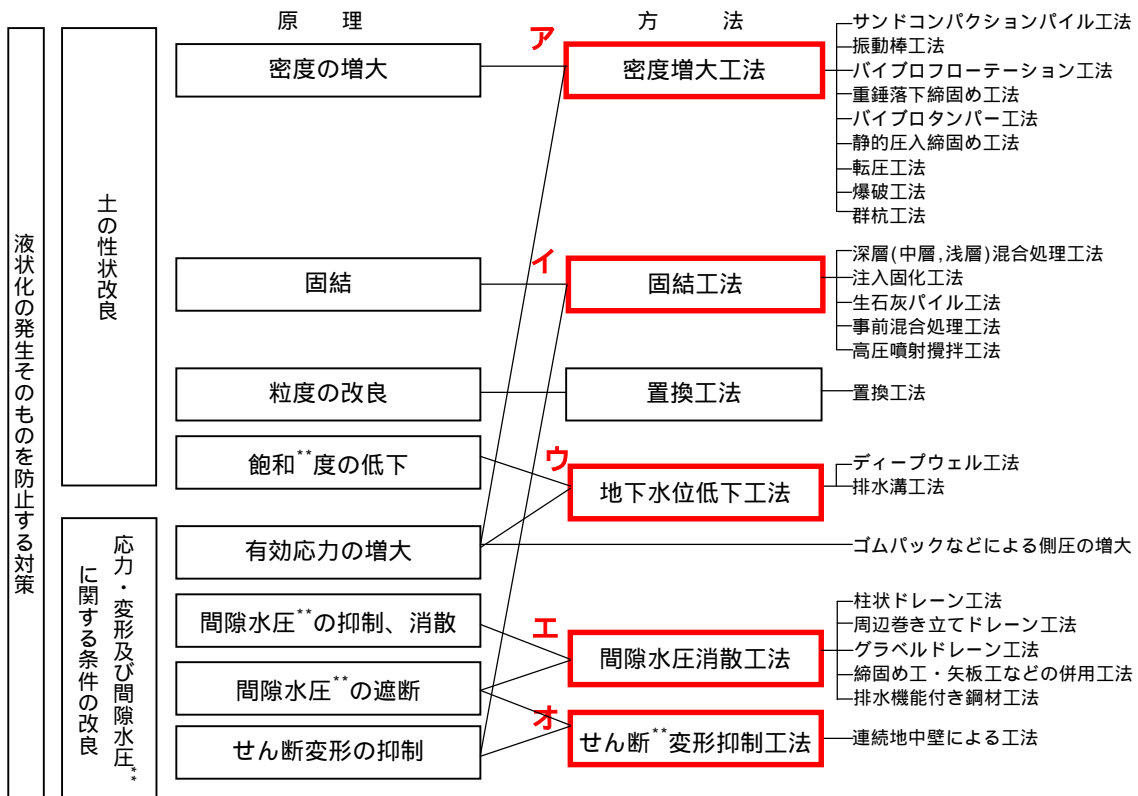 原 理
方 法
液状化の発生そのものを防止する対策
土の性状改良
応力・変形及び間隙水圧**
に関する条件の改良
密度の増大
固結
粒度の改良
飽和**度の低下
有効応力の増大
間隙水圧**の抑制、消散
間隙水圧**の遮断
せん断変形の抑制
ア
密度増大工法
サンドコンパクションパイル工法
振動棒工法
バイブロフローテーション工法
重錘落下締固め工法
バイブロタンパー工法
静的圧入締固め工法
転圧工法
爆破工法
群杭工法
イ
固結工法
深層(中層,浅層)混合処理工法
注入固化工法
生石灰パイル工法
事前混合処理工法
高圧噴射攪拌工法
置換工法
置換工法
ウ
地下水位低下工法
ディープウェル工法
排水溝工法
ゴムパックなどによる側圧の増大
エ
間隙水圧消散工法
柱状ドレーン工法
周辺巻き立てドレーン工法
グラベルドレーン工法
締固め工・矢板工などの併用工法
排水機能付き鋼材工法
オ
せん断**変形抑制工法
連続地中壁による工法